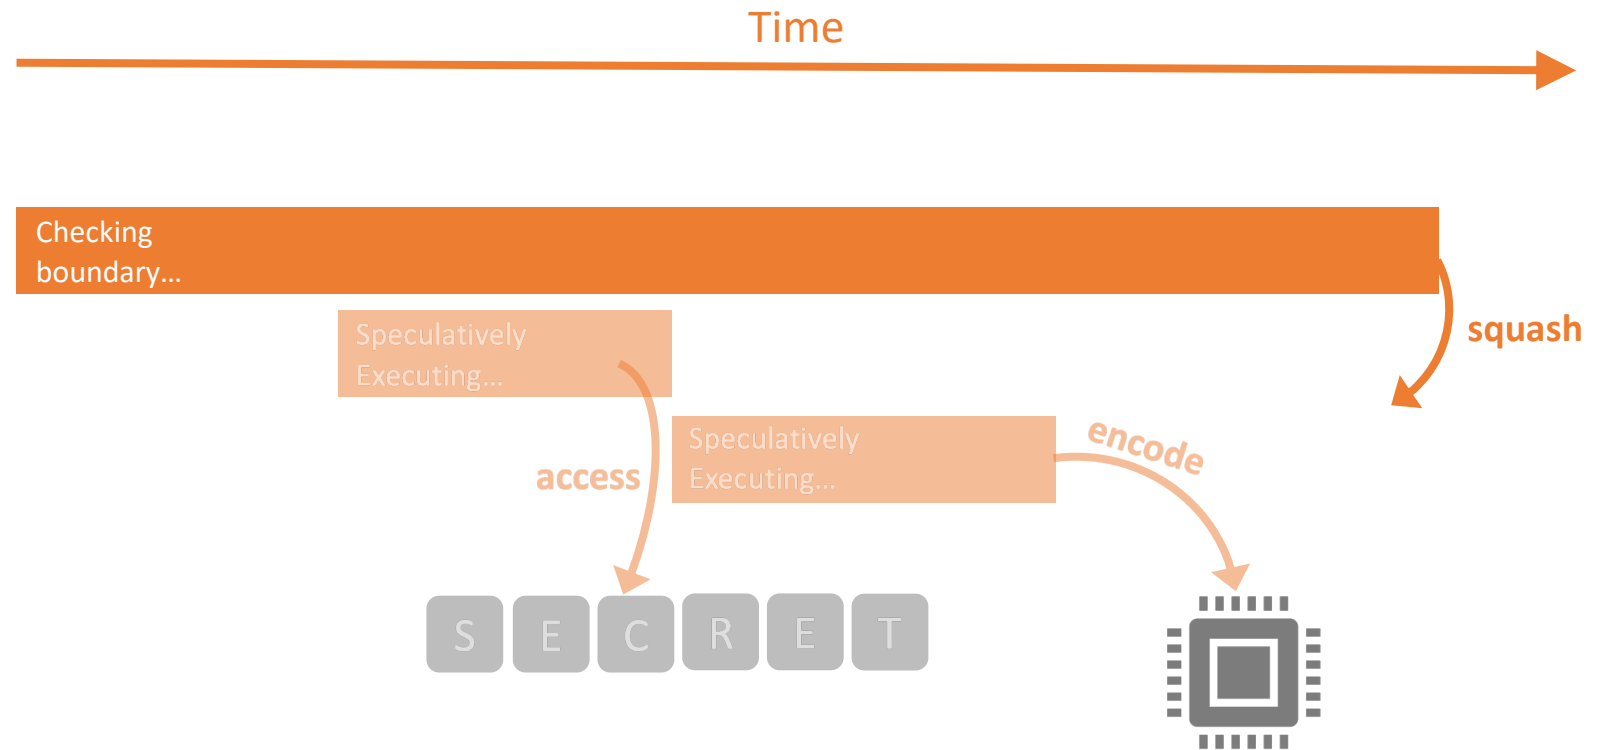 Time
Checking
boundary...
squash
Speculatively
Executing...
access
Speculatively
Executing...
encode
S E C R E T